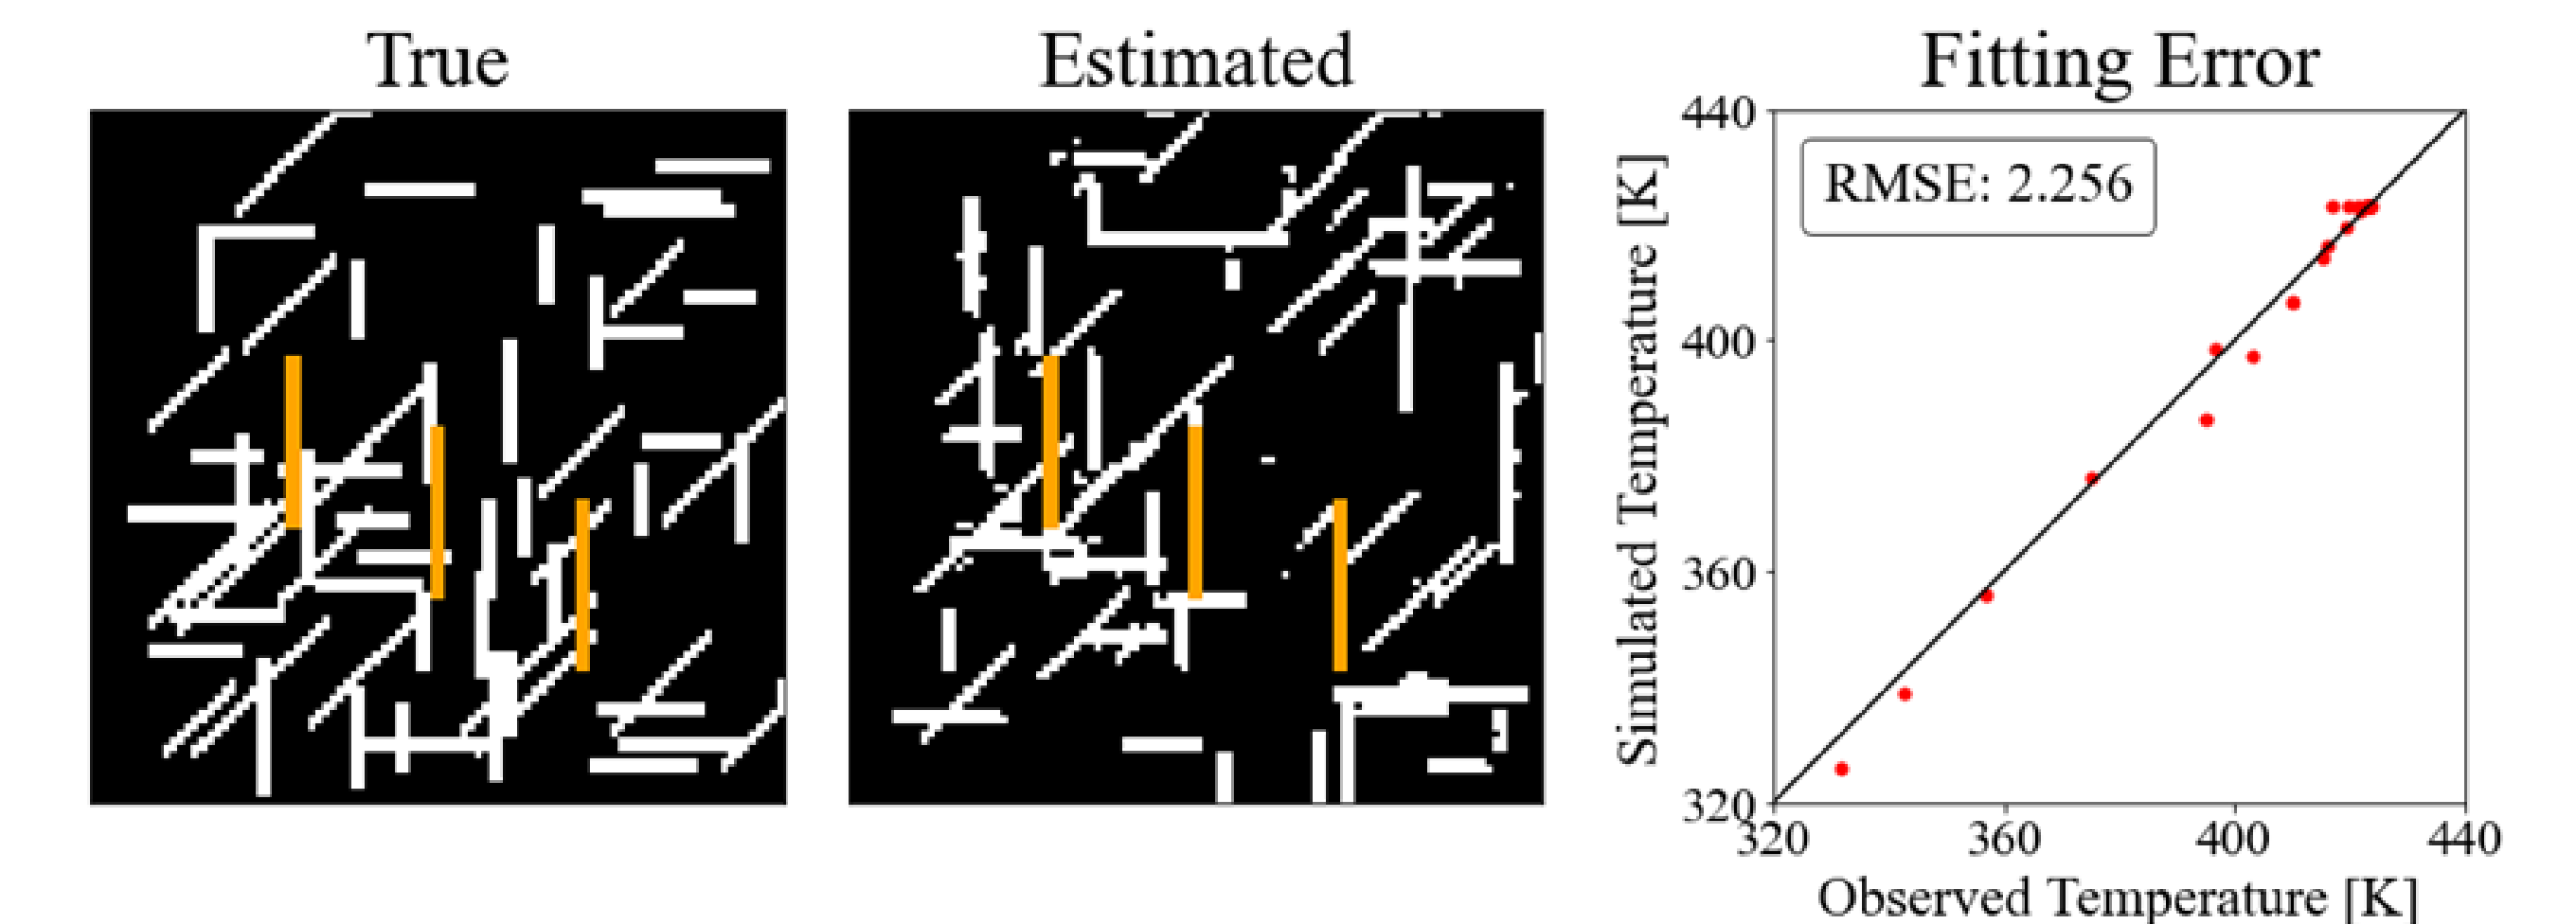 True
Estimated
Fitting Error
RMSE: 2.256
Simulated Temperature [K]
440
400
360
320
320
360
400
440
Observed Temperature [K]